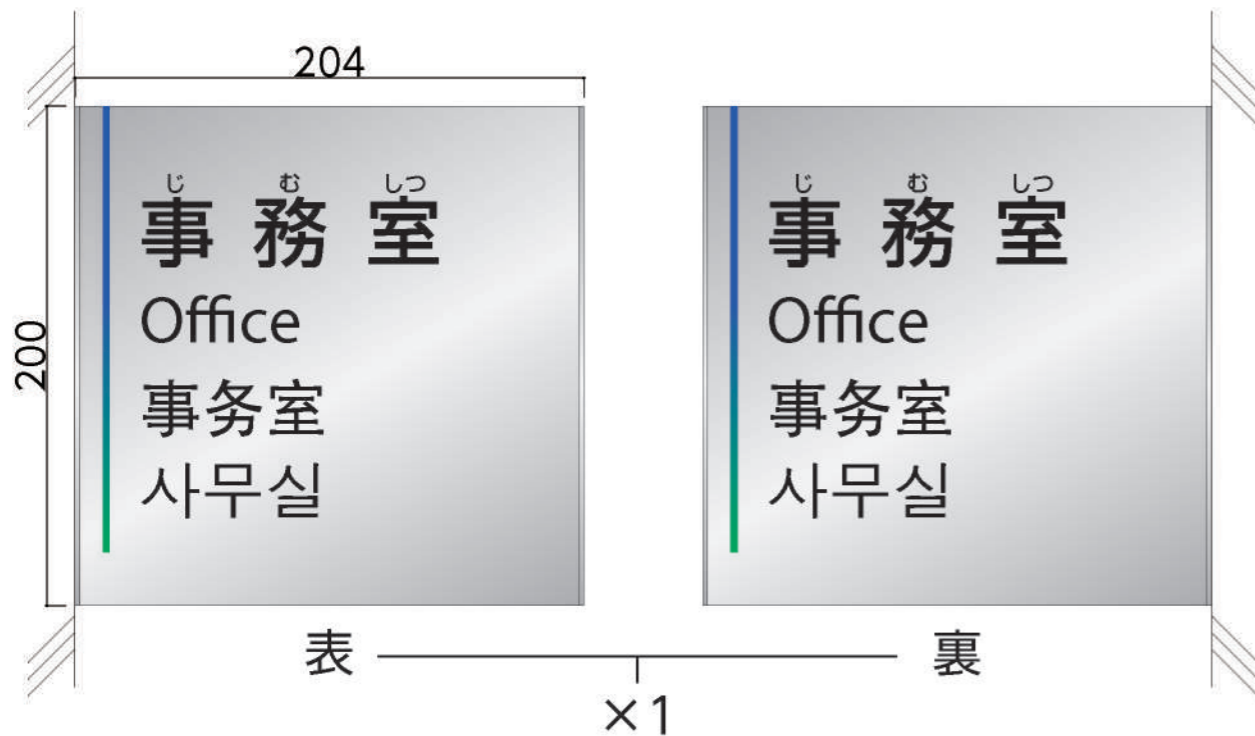 204
200
じ む しつ
事 務 室
Office
事务室
사무실
じ む しつ
事 務 室
Office
事务室
사무실
表 裏
×1